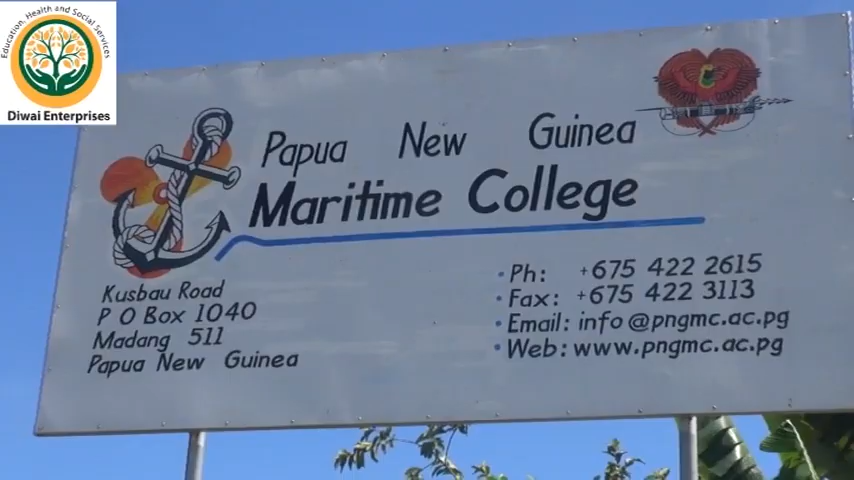 Education, Health and Social Services
Diwai Enterprises
Papua New Guinea
Maritime College
Kusbau Road
P O Box 1040
Madang 511
Papua New Guinea
• Ph: +675 422 2615
• Fax: +675 422 3113
• Email: info@pngmc.ac.pg
• Web: www.pngmc.ac.pg